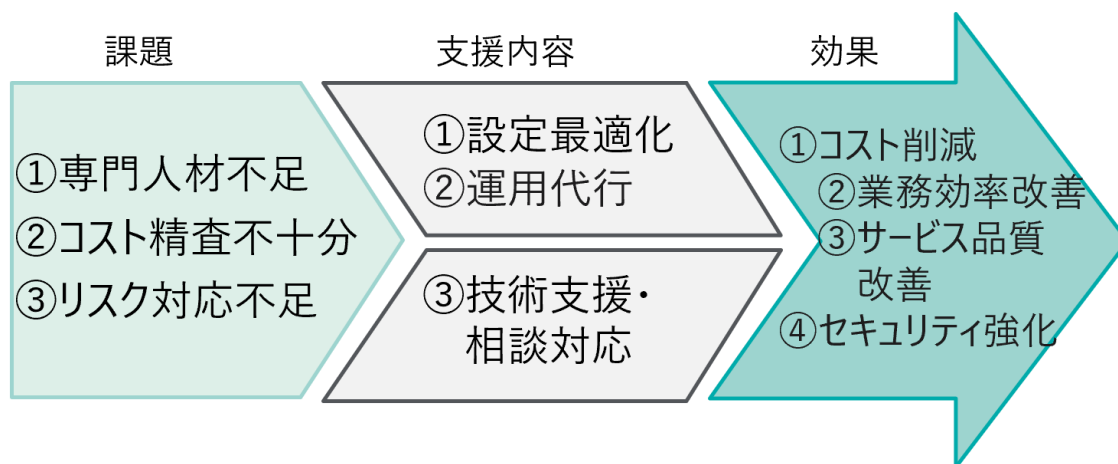 課題
①専門人材不足
②コスト精査不十分
③リスク対応不足
支援内容
①設定最適化
②運用代行
③技術支援・
相談対応
効果
①コスト削減
②業務効率改善
③サービス品質
改善
④セキュリティ強化